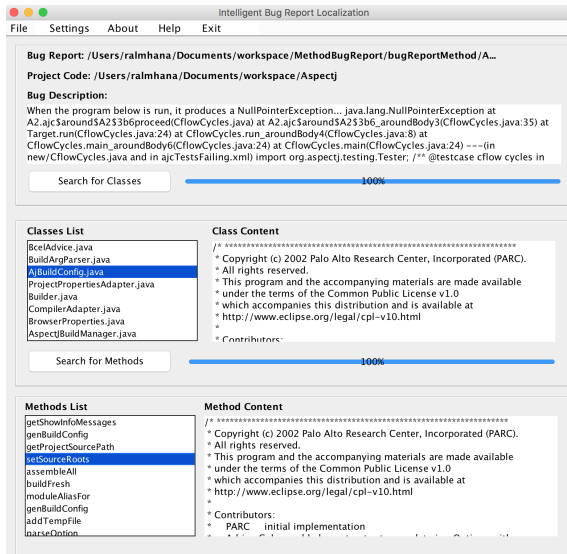 Intelligent Bug Report Localization
File Settings About Help Exit
Bug Report: /Users/ralmhana/Documents/workspace/MethodBugReport/bugReportMethod/A...
Project Code: /Users/ralmhana/Documents/workspace/Aspectj
Bug Description:
When the program below is run, it produces a NullPointerException... java.lang.NullPointerException at
A2.ajc$around$A2$3b6proceed(CflowCycles.java) at A2.ajc$around$A2$3b6_aroundBody3(CflowCycles.java:35) at
Target.run(CflowCycles.java:24) at CflowCycles.run_aroundBody4(CflowCycles.java:8) at
CflowCycles.main_aroundBody6(CflowCycles.java:24) at CflowCycles.main(CflowCycles.java:24) ---(in
new/CflowCycles.java and in ajcTestsFailing.xml) import org.aspectj.testing.Tester; /** @testcase cflow cycles in
Search for Classes 100%
Classes List
BcelAdvice.java
BuildArgParser.java
AjBuildConfig.java
ProjectPropertiesAdapter.java
Builder.java
CompilerAdapter.java
BrowserProperties.java
AspectJBuildManager.java
Class Content
/* *******************************************************************
* Copyright (c) 2002 Palo Alto Research Center, Incorporated (PARC).
* All rights reserved.
* This program and the accompanying materials are made available
* under the terms of the Common Public License v1.0
* which accompanies this distribution and is available at
* http://www.eclipse.org/legal/cpl-v10.html
*
* Contributors:
Search for Methods 100%
Methods List
getShowInfoMessages
genBuildConfig
getProjectSourcePath
setSourceRoots
assembleAll
buildFresh
moduleAliasFor
genBuildConfig
addTempFile
parseOption
Method Content
/* *******************************************************************
* Copyright (c) 2002 Palo Alto Research Center, Incorporated (PARC).
* All rights reserved.
* This program and the accompanying materials are made available
* under the terms of the Common Public License v1.0
* which accompanies this distribution and is available at
* http://www.eclipse.org/legal/cpl-v10.html
*
* Contributors:
* PARC initial implementation